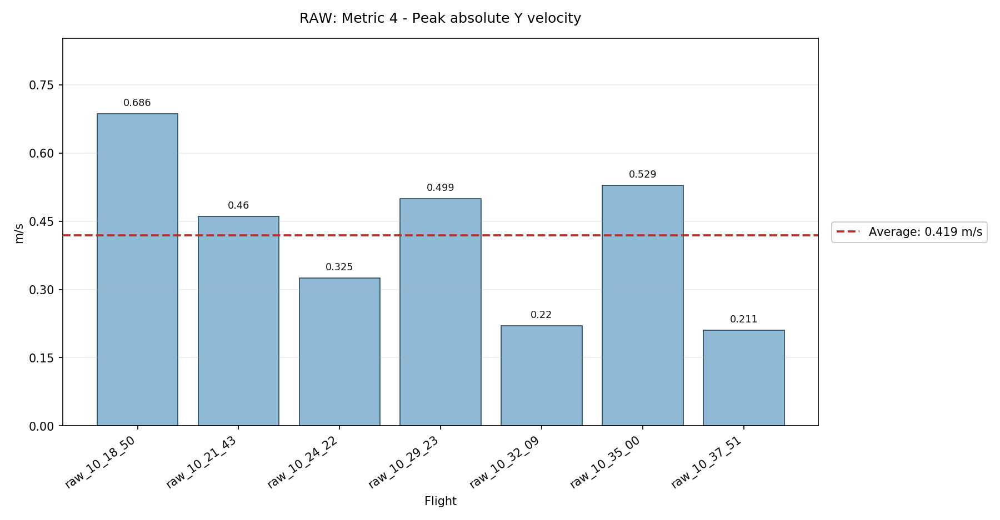 RAW: Metric 4 - Peak absolute Y velocity
m/s
0.75
0.60
0.45
0.30
0.15
0.00
0.686
0.46
0.325
0.499
0.22
0.529
0.211
Average: 0.419 m/s
raw_10_18_50
raw_10_21_43
raw_10_24_22
raw_10_29_23
raw_10_32_09
raw_10_35_00
raw_10_37_51
Flight